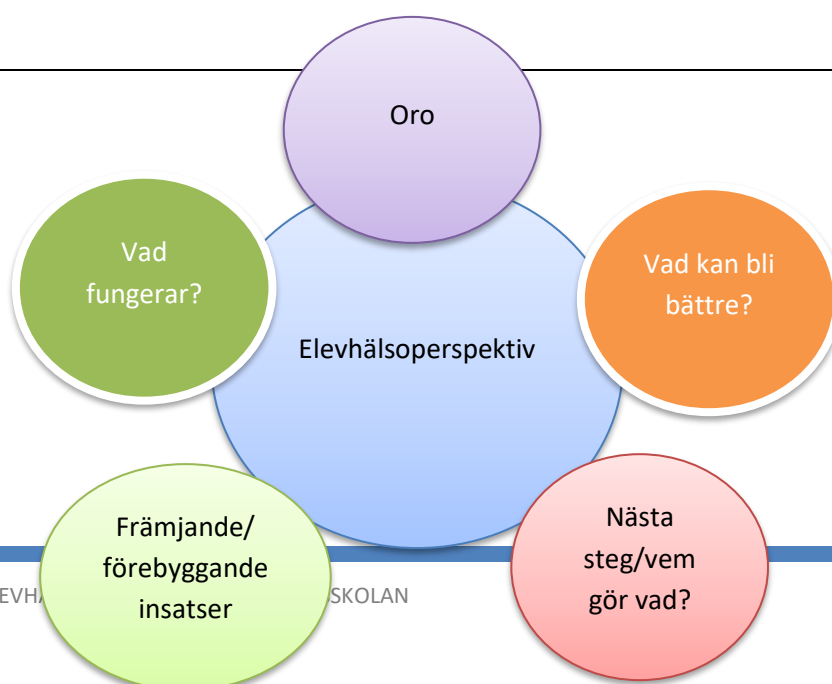 Oro
Vad
fungerar?
Vad kan bli
bättre?
Elevhälsoperspektiv
Främjande/
förebyggande
insatser
Nästa
steg/vem
gör vad?
SKOLAN